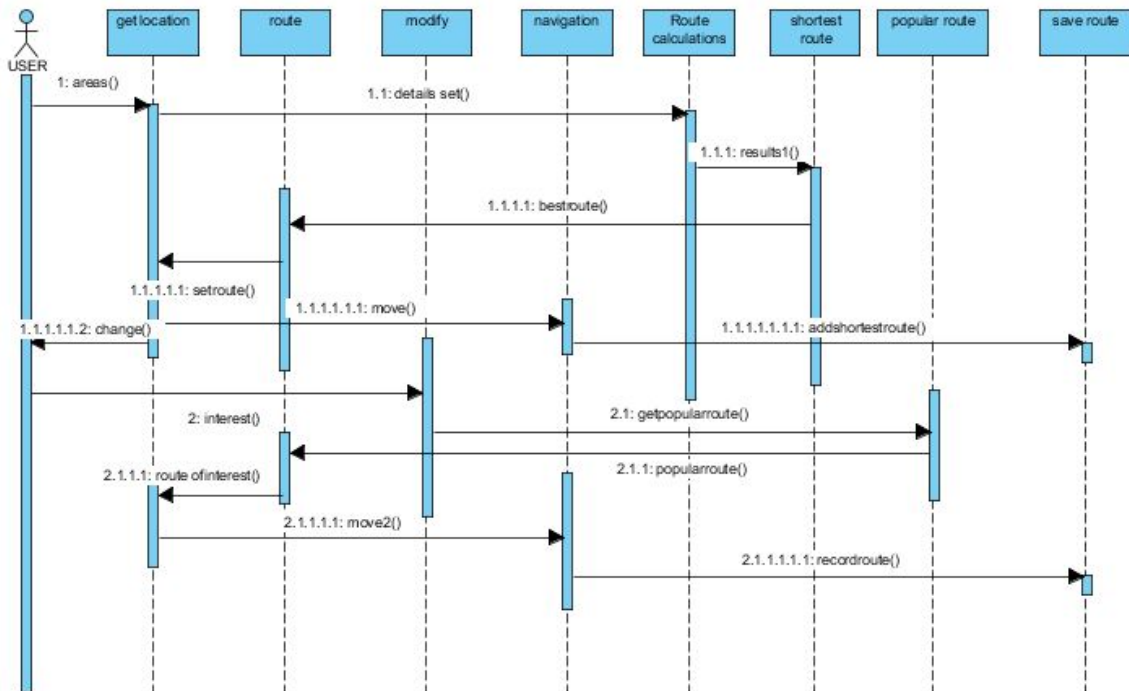 get location
route
modify
navigation
Route
calculations
shortest
route
popular route
save route
USER
1: areas()
1.1: details set()
1.1.1: results1()
1.1.1.1: bestroute()
1.1.1.1.1: setroute()
1.1.1.1.1.1: move()
1.1.1.1.1.2: change()
1.1.1.1.1.1.1: addshortestroute()
2: interest()
2.1: getpopularroute()
2.1.1: popularroute()
2.1.1.1: route ofinterest()
2.1.1.1.1: move2()
2.1.1.1.1.1: recordroute()